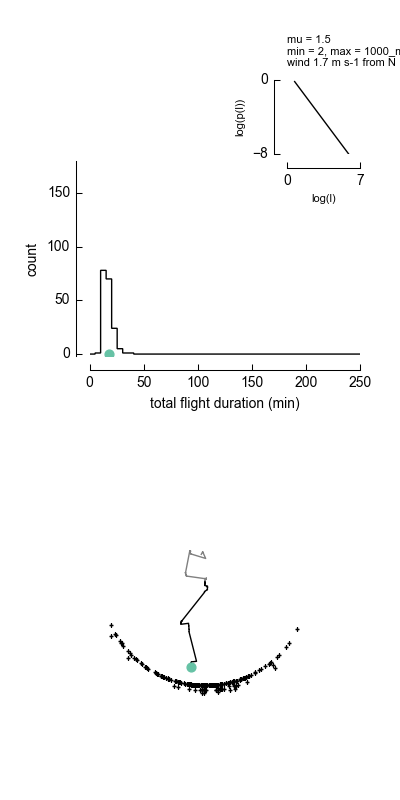 mu = 1.5
min = 2, max = 1000_m
wind 1.7 m s-1 from N
0
log(p(l))
−8
0 7
log(l)
150
100
count
50
0
0 50 100 150 200 250
total flight duration (min)